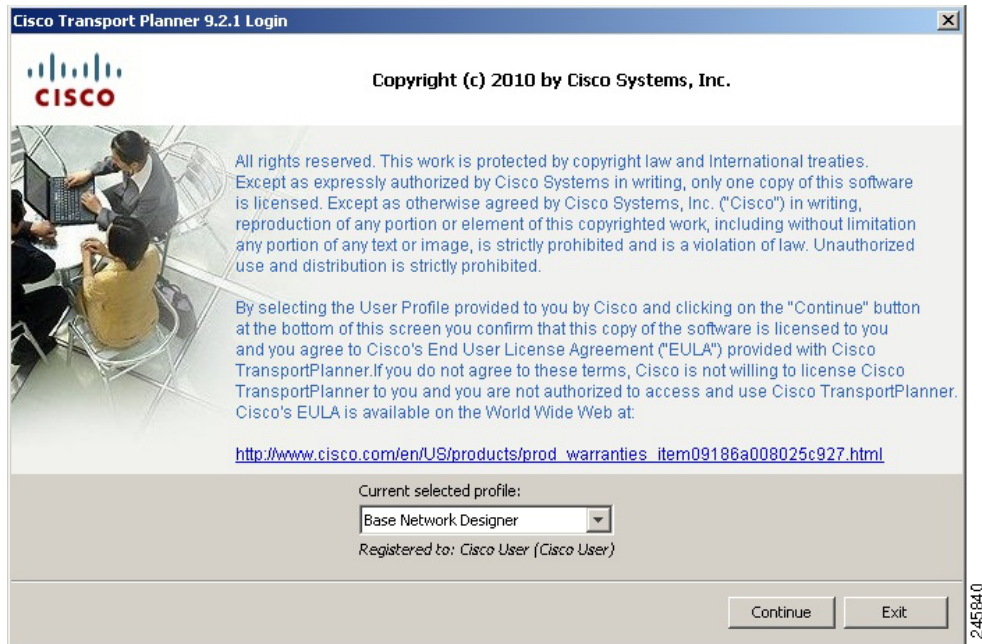 Cisco Transport Planner 9.2.1 Login
CISCO
Copyright (c) 2010 by Cisco Systems, Inc.
All rights reserved. This work is protected by copyright law and International treaties.
Except as expressly authorized by Cisco Systems in writing, only one copy of this software
is licensed. Except as otherwise agreed by Cisco Systems, Inc. ("Cisco") in writing,
reproduction of any portion or element of this copyrighted work, including without limitation
any portion of any text or image, is strictly prohibited and is a violation of law. Unauthorized
use and distribution is strictly prohibited.
By selecting the User Profile provided to you by Cisco and clicking on the "Continue" button
at the bottom of this screen you confirm that this copy of the software is licensed to you
and you agree to Cisco's End User License Agreement ("EULA") provided with Cisco
TransportPlanner.If you do not agree to these terms, Cisco is not willing to license Cisco
TransportPlanner to you and you are not authorized to access and use Cisco TransportPlanner.
Cisco's EULA is available on the World Wide Web at:
http://www.cisco.com/en/US/products/prod_warranties_item09186a008025c927.html
Current selected profile:
Base Network Designer
Registered to: Cisco User (Cisco User)
Continue
Exit
245840